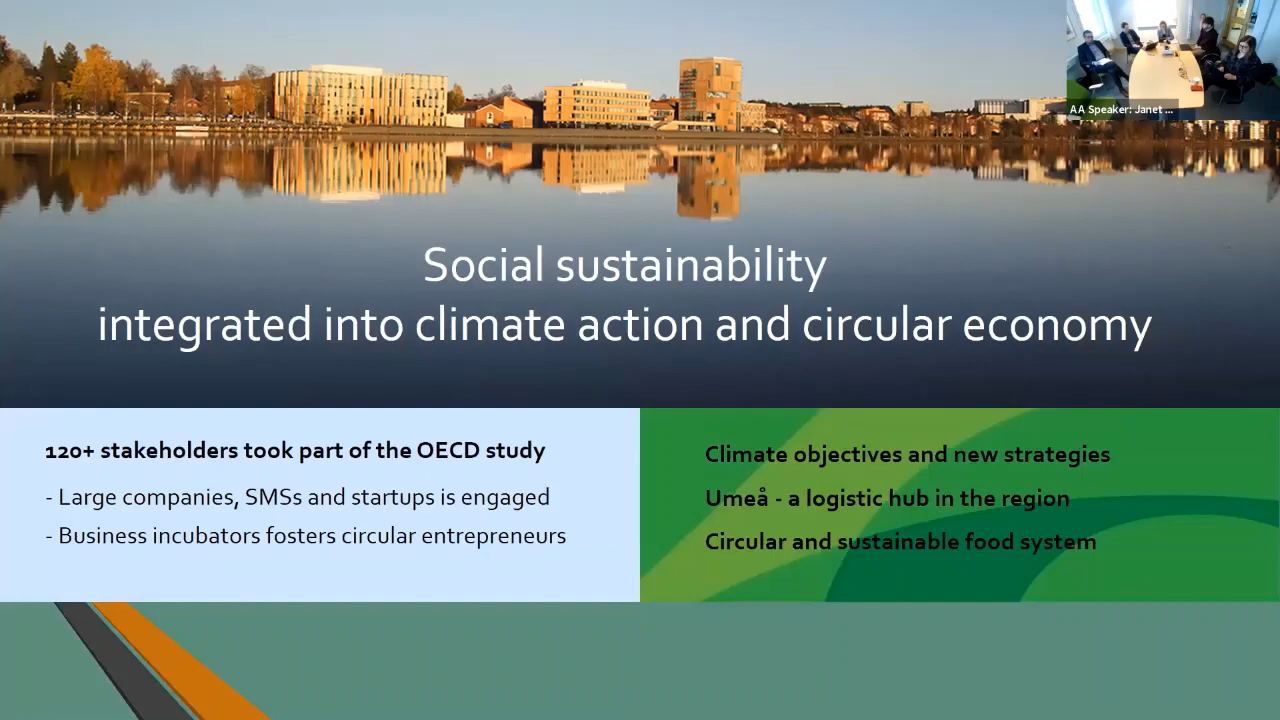 AA Speaker: Janet ...
Social sustainability
integrated into climate action and circular economy
120+ stakeholders took part of the OECD study
- Large companies, SMSs and startups is engaged
- Business incubators fosters circular entrepreneurs
Climate objectives and new strategies
Umeå - a logistic hub in the region
Circular and sustainable food system